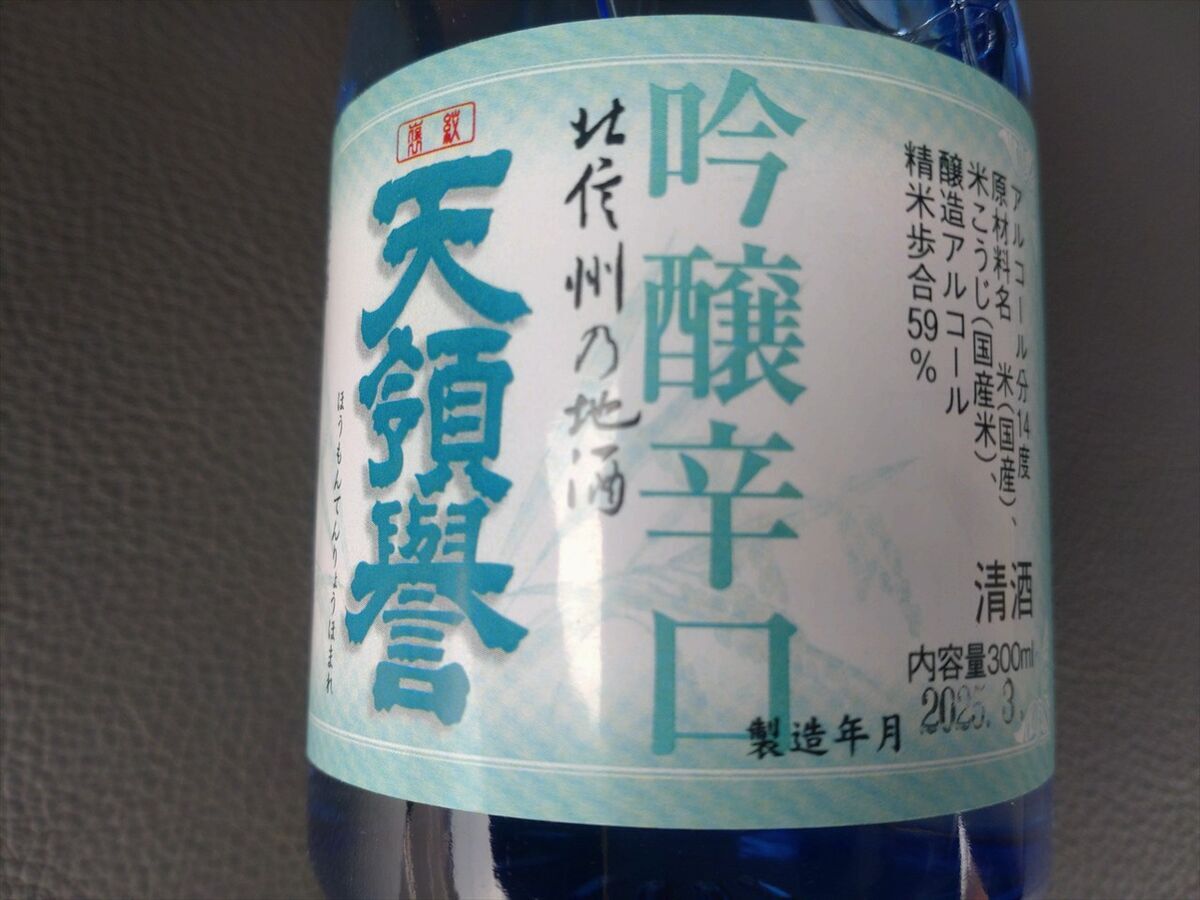 アルコール分14度
原材料名 米(国産)、
米こうじ(国産米)、
醸造アルコール
精米歩合59%
清酒
内容量300ml
2025.3.
製造年月
吟醸辛口
北信州乃地酒
褒紋
天領誉
ほうもんてんりょうほまれ